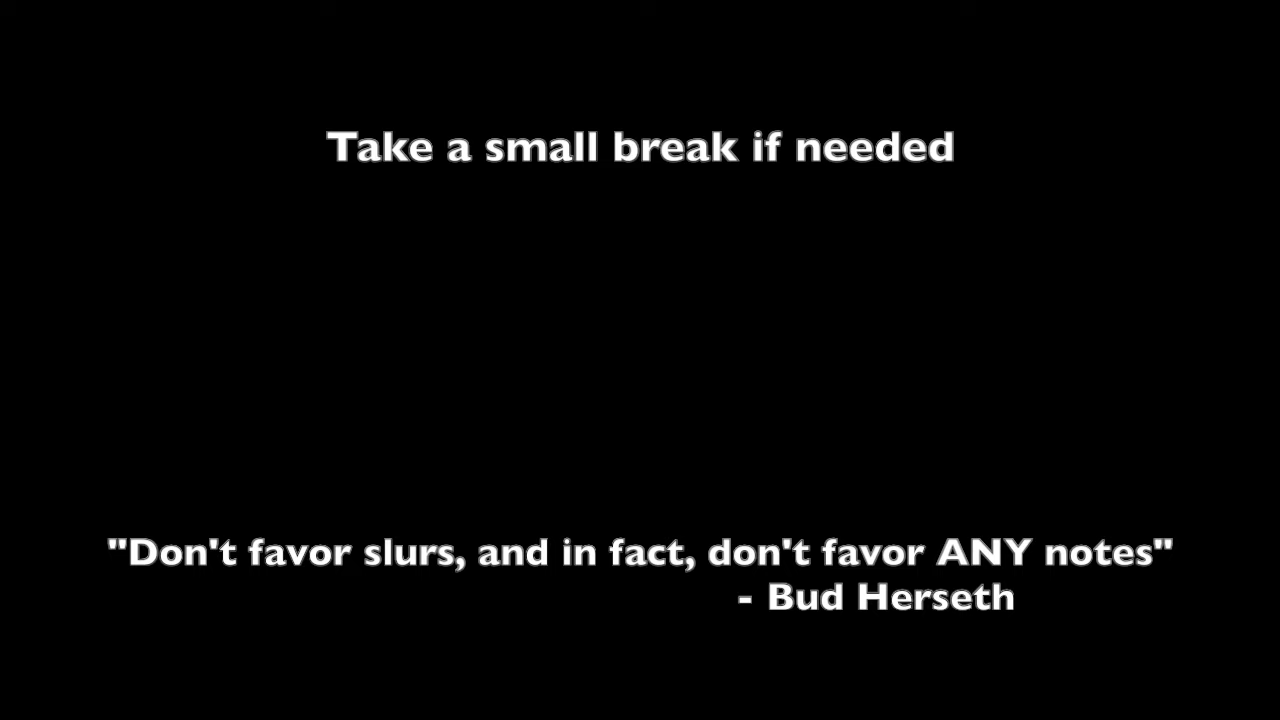 Take a small break if needed
"Don't favor slurs, and in fact, don't favor ANY notes"
- Bud Herseth